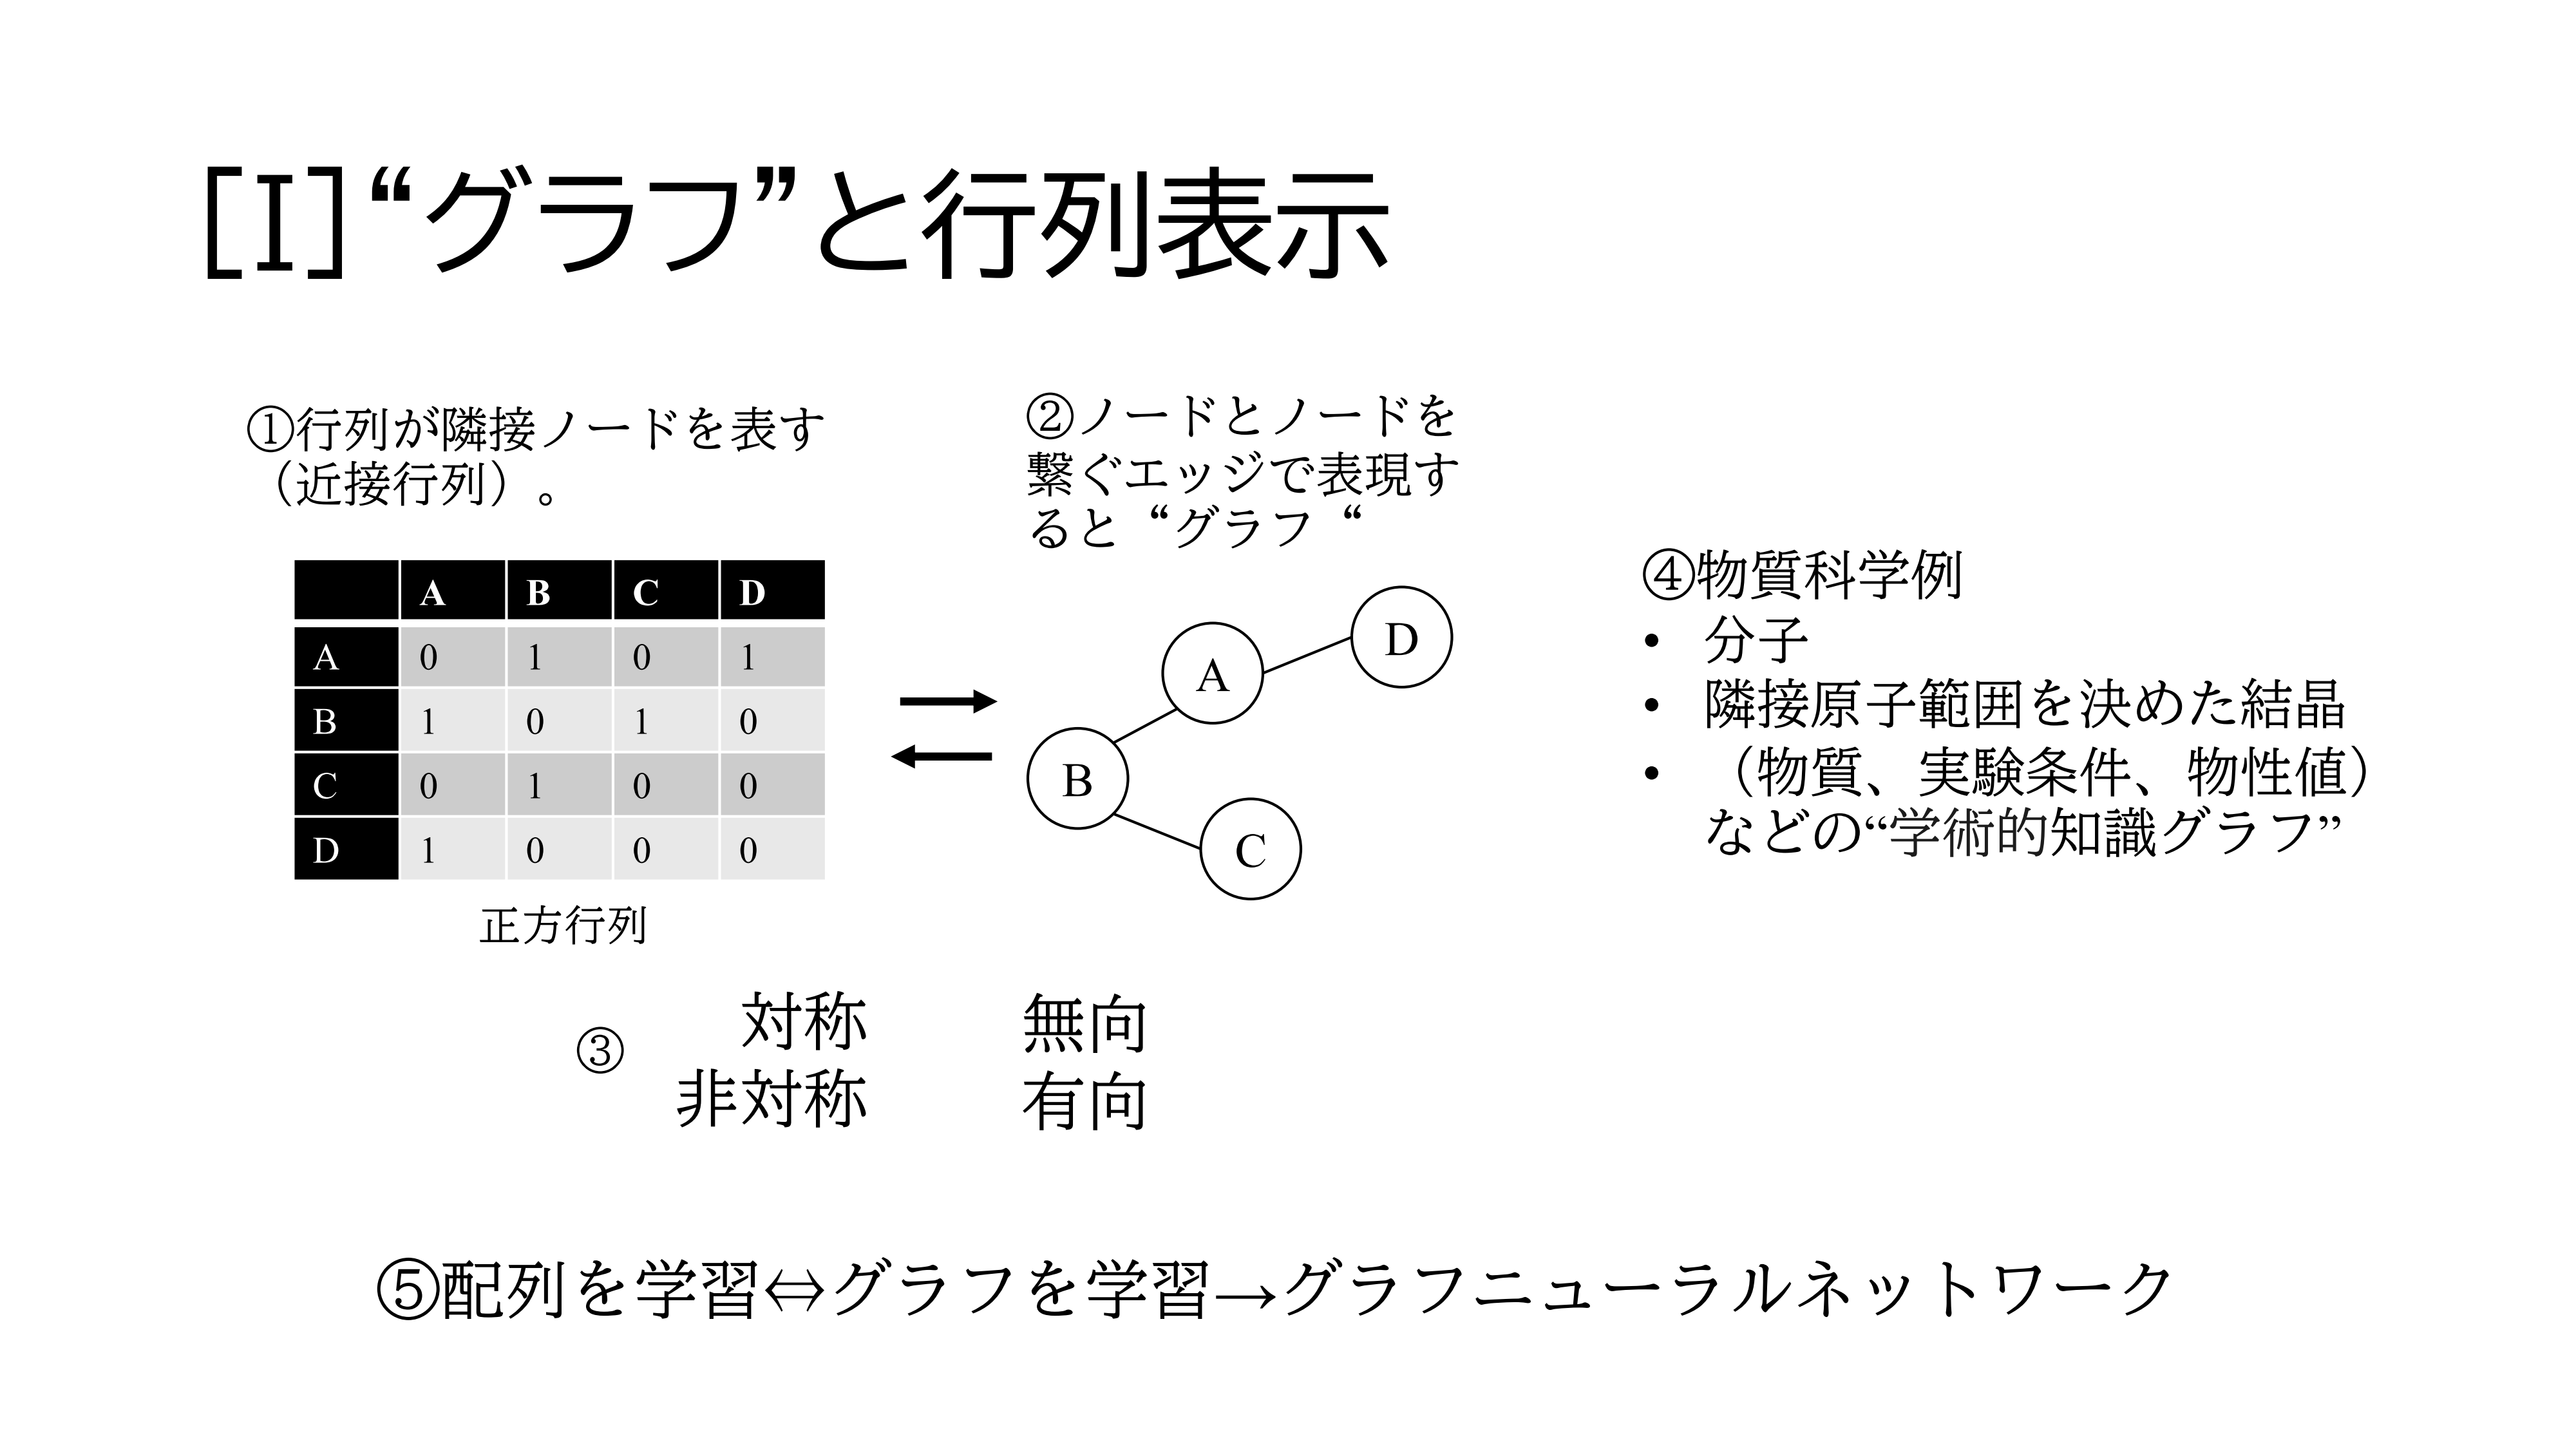 [I]“グラフ”と行列表示
①行列が隣接ノードを表す
（近接行列）。
A B C D
A 0 1 0 1
B 1 0 1 0
C 0 1 0 0
D 1 0 0 0
正方行列
②ノードとノードを
繋ぐエッジで表現す
ると“グラフ“
A
D
B
C
③
対称 無向
非対称 有向
④物質科学例
• 分子
• 隣接原子範囲を決めた結晶
• （物質、実験条件、物性値）
などの“学術的知識グラフ”
⑤配列を学習⇔グラフを学習→グラフニューラルネットワーク